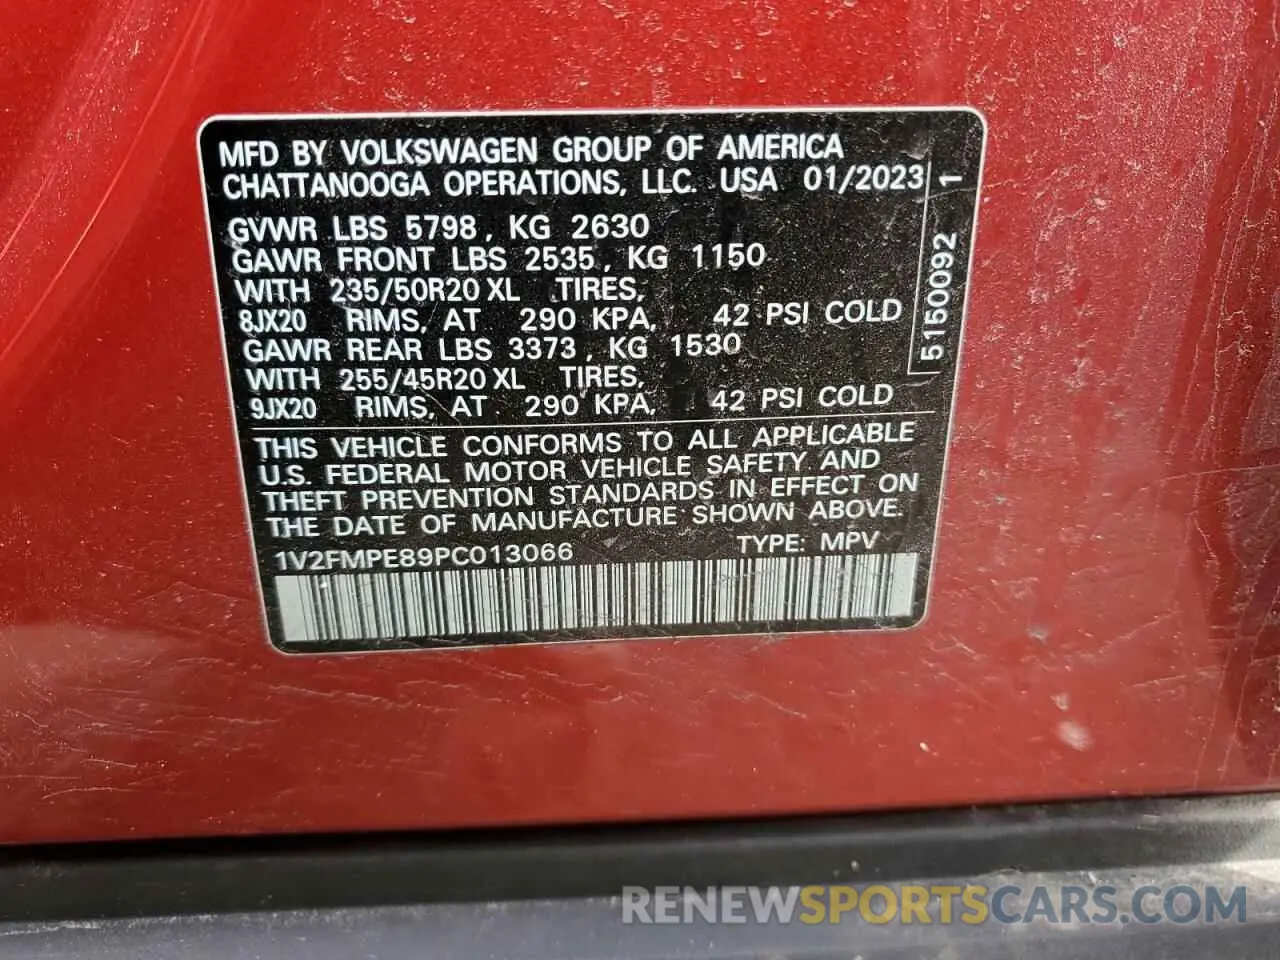 MFD BY VOLKSWAGEN GROUP OF AMERICA
CHATTANOOGA OPERATIONS, LLC. USA 01/2023
GVWR LBS 5798, KG 2630
GAWR FRONT LBS 2535, KG 1150
WITH 235/50R20 XL TIRES,
8JX20 RIMS, AT 290 KPA, 42 PSI COLD
GAWR REAR LBS 3373, KG 1530
WITH 255/45R20 XL TIRES,
9JX20 RIMS, AT 290 KPA, 42 PSI COLD
5150092 1
THIS VEHICLE CONFORMS TO ALL APPLICABLE
U.S. FEDERAL MOTOR VEHICLE SAFETY AND
THEFT PREVENTION STANDARDS IN EFFECT ON
THE DATE OF MANUFACTURE SHOWN ABOVE.
1V2FMPE89PC013066 TYPE: MPV
RENEWSPORTSCARS.COM